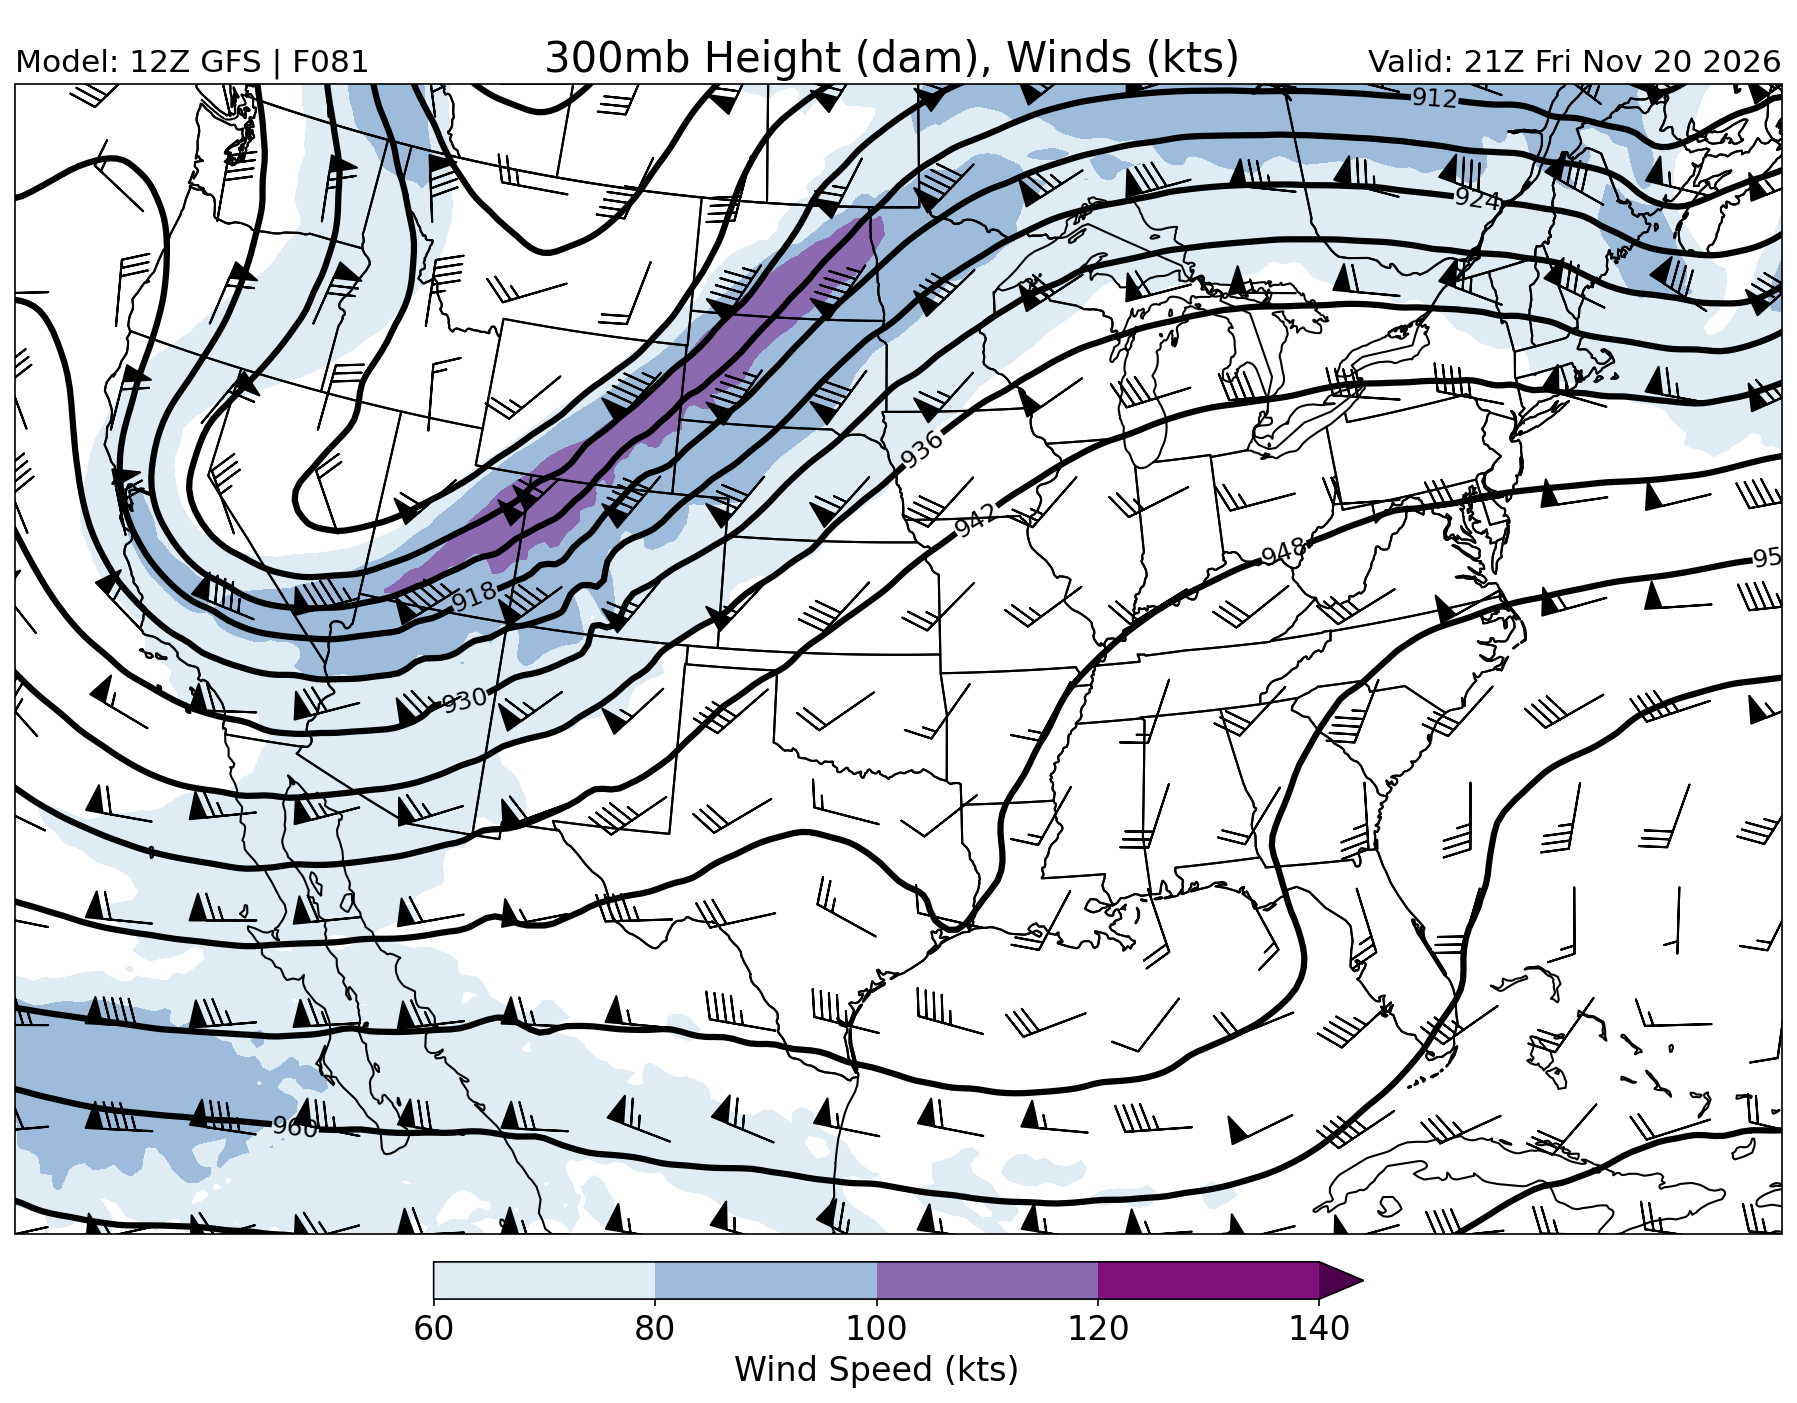 Model: 12Z GFS | F081
300mb Height (dam), Winds (kts)
Valid: 21Z Fri Nov 20 2026
912
924
936
942
948
95
918
930
960
60 80 100 120 140
Wind Speed (kts)